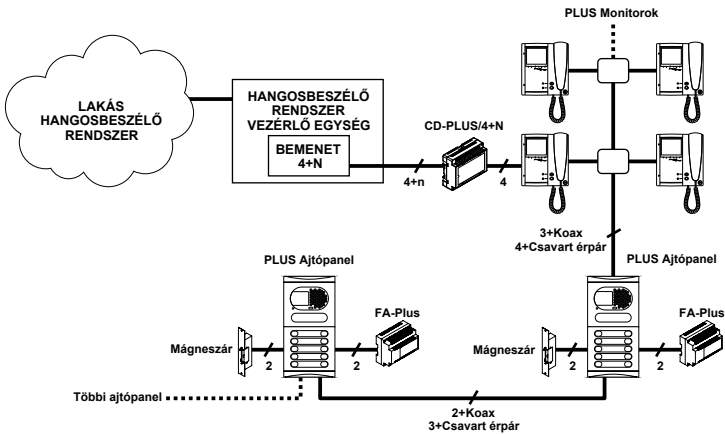 PLUS Monitorok
LAKÁS
HANGOSBESZÉLŐ
RENDSZER
HANGOSBESZÉLŐ
RENDSZER
VEZÉRLŐ EGYSÉG
BEMENET
4+N
CD-PLUS/4+N
4+n
4
3+Koax
4+Csavart érpár
PLUS Ajtópanel
PLUS Ajtópanel
FA-Plus
FA-Plus
Mágneszár
2
2
Mágneszár
2
2
Többi ajtópanel
2+Koax
3+Csavart érpár